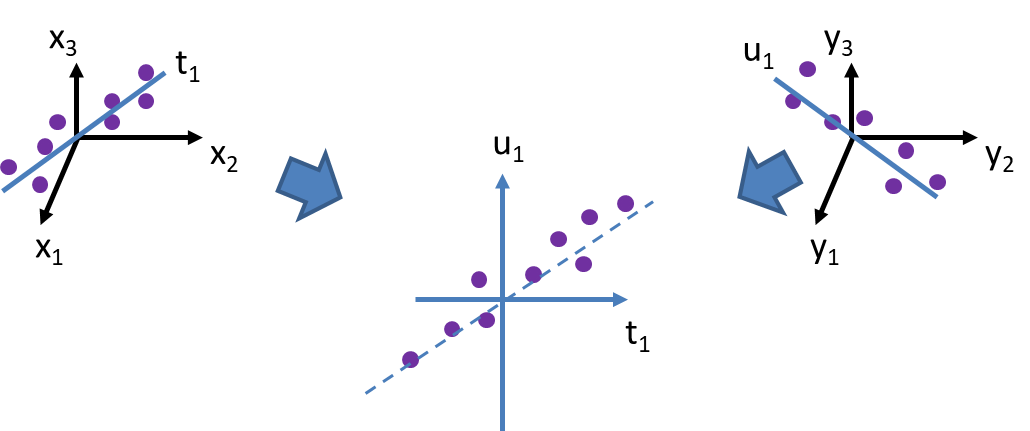 x₃
t₁
x₂
x₁
u₁
t₁
u₁
y₃
y₂
y₁